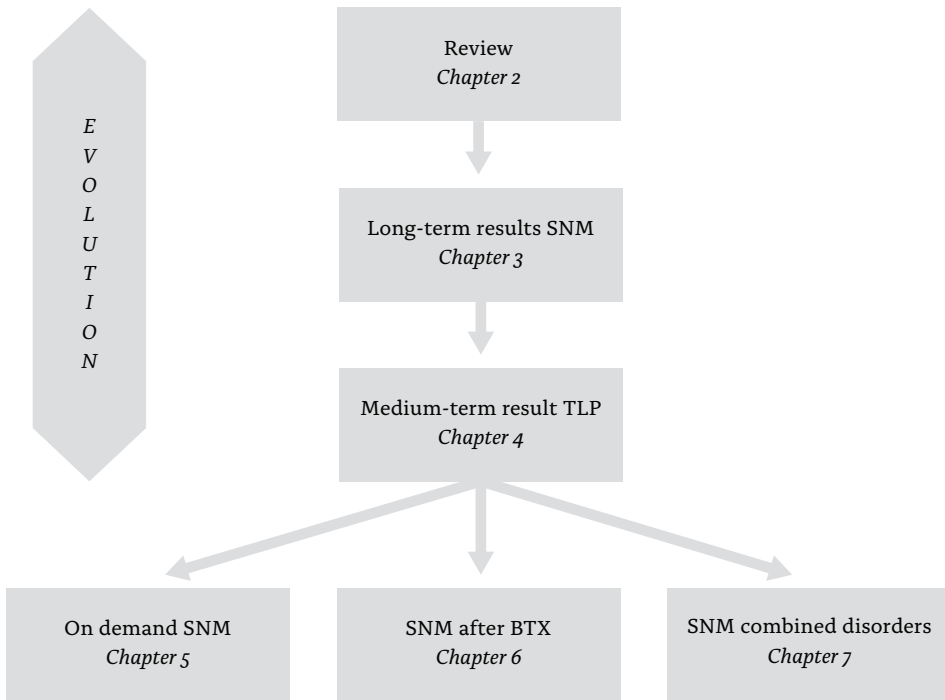 E
V
O
L
U
T
I
O
N
Review
Chapter 2
Long-term results SNM
Chapter 3
Medium-term result TLP
Chapter 4
On demand SNM
Chapter 5
SNM after BTX
Chapter 6
SNM combined disorders
Chapter 7